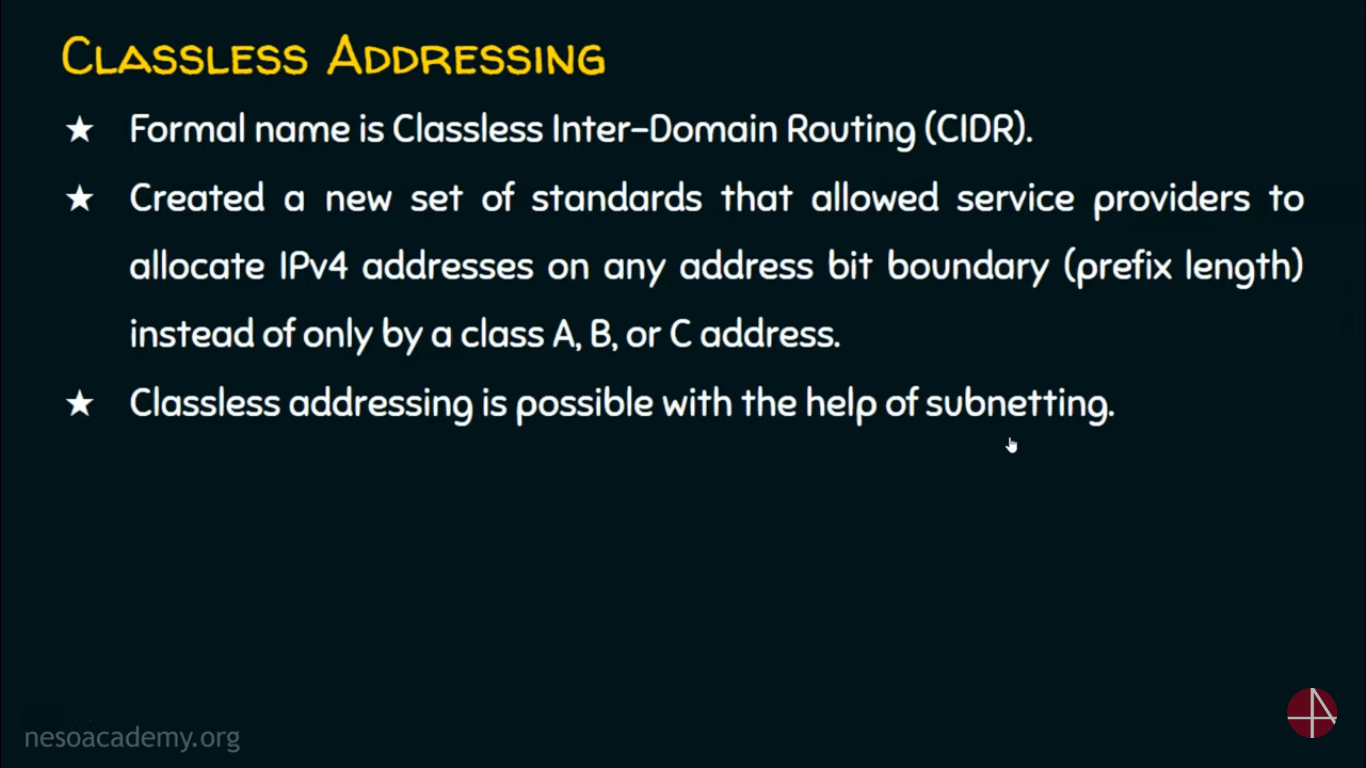 CLASSLESS ADDRESSING
★ Formal name is Classless Inter-Domain Routing (CIDR).
★ Created a new set of standards that allowed service providers to
allocate IPv4 addresses on any address bit boundary (prefix length)
instead of only by a class A, B, or C address.
★ Classless addressing is possible with the help of subnetting.
nesoacademy.org